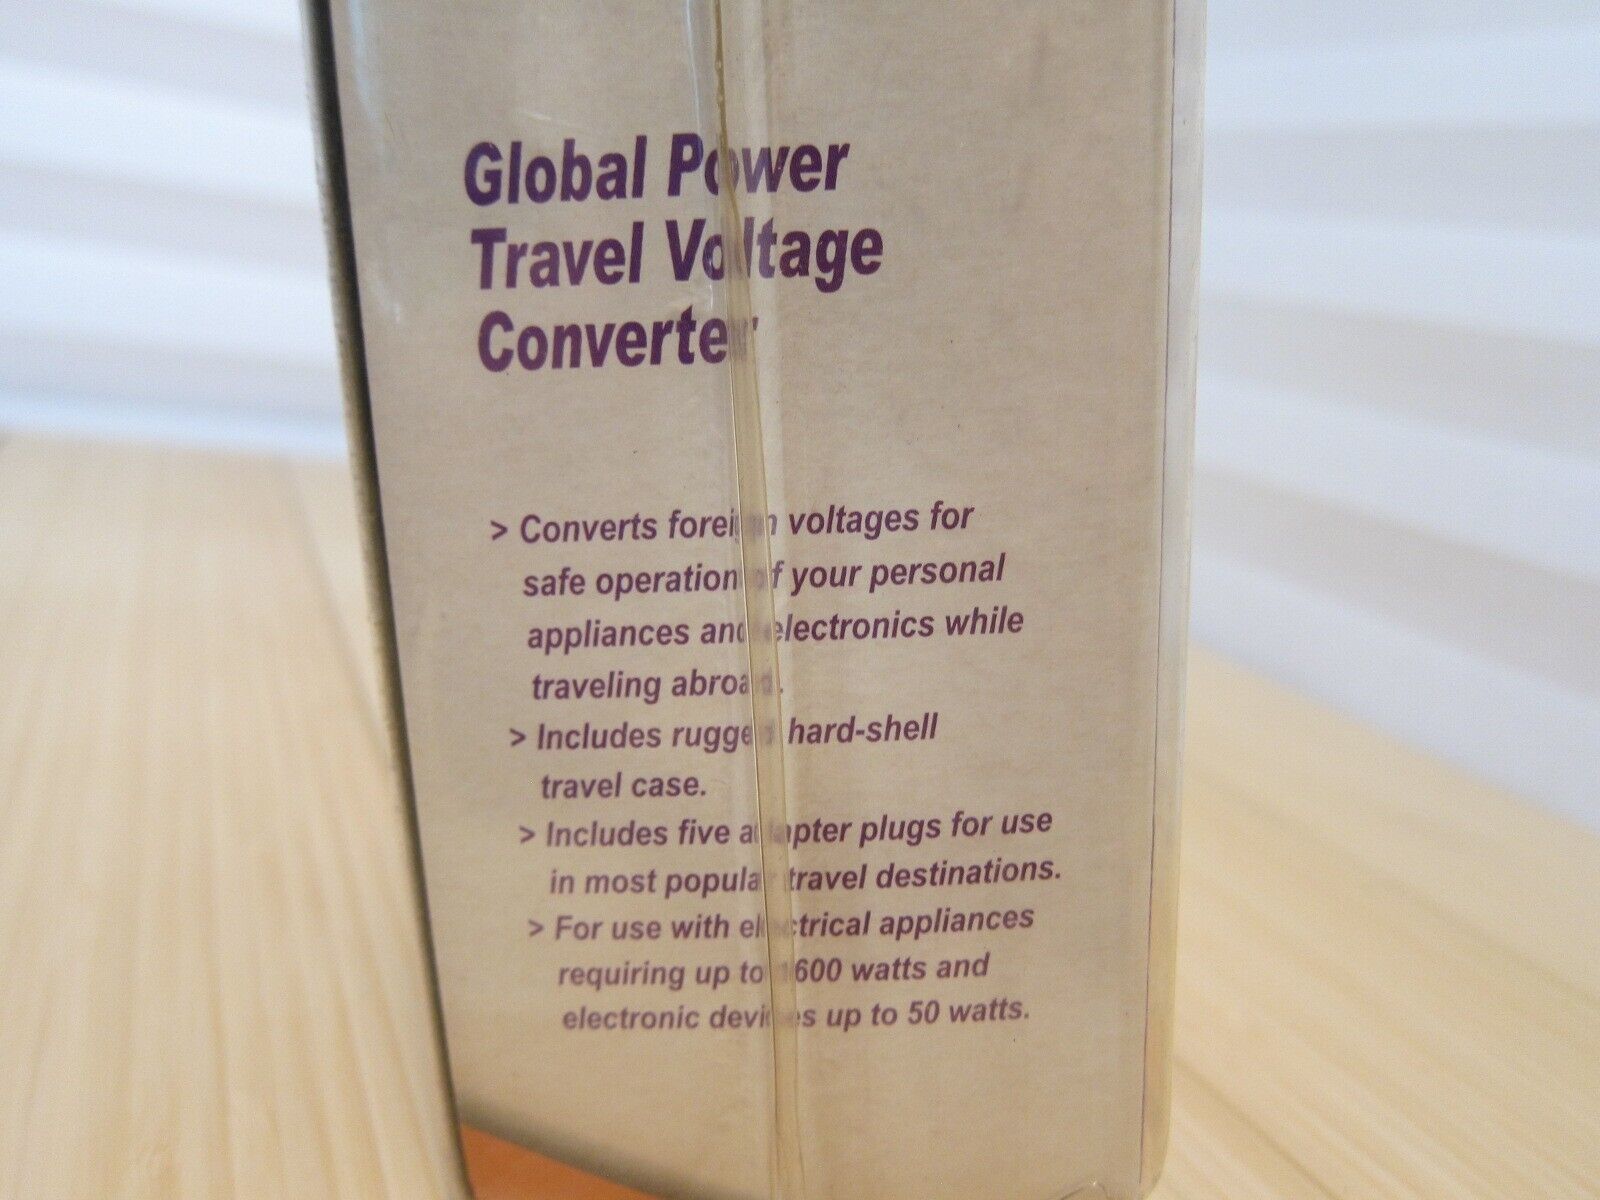 Global Power
Travel Voltage
Converter
> Converts foreign voltages for
safe operation of your personal
appliances and electronics while
traveling abroad.
> Includes rugged hard-shell
travel case.
> Includes five adapter plugs for use
in most popular travel destinations.
> For use with electrical appliances
requiring up to 1600 watts and
electronic devices up to 50 watts.